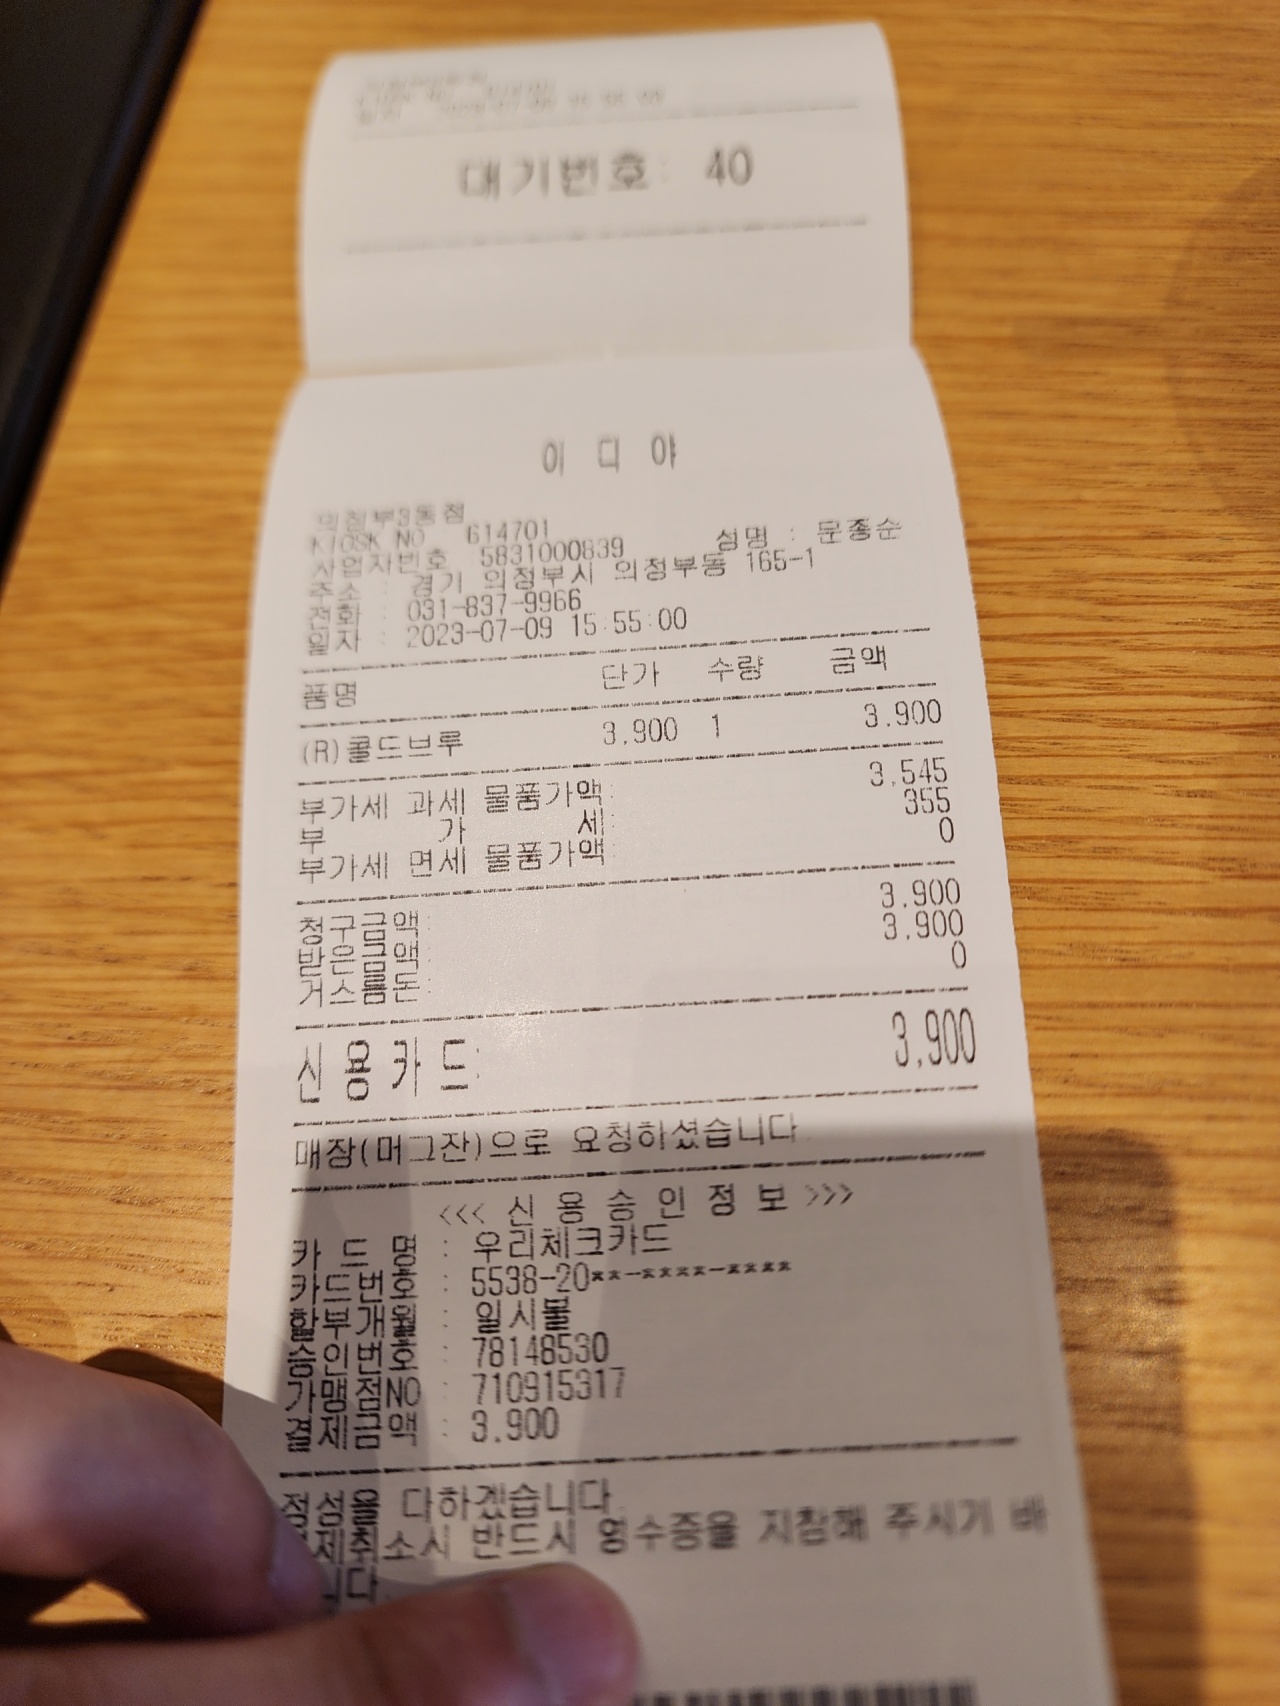 대기번호: 40
이 디 야
의정부3동점
KIOSK NO 614701
사업자번호 5831000839 성명 : 문종순
주소 : 경기 의정부시 의정부동 165-1
전화 : 031-837-9966
일자 : 2023-07-09 15:55:00
품명 단가 수량 금액
(R)콜드브루 3,900 1 3,900
부가세 과세 물품가액: 3,545
부 가 세: 355
부가세 면세 물품가액: 0
청구금액: 3,900
받은금액: 3,900
거스름돈: 0
신용카드: 3,900
매장(머그잔)으로 요청하셨습니다
<<< 신 용 승 인 정 보 >>>
카 드 명 : 우리체크카드
카드번호 : 5538-20**-****-****
할부개월 : 일시불
승인번호 : 78148530
가맹점NO : 710915317
결제금액 : 3,900
정성을 다하겠습니다
제취소시 반드시 영수증을 지참해 주시기 바
니다